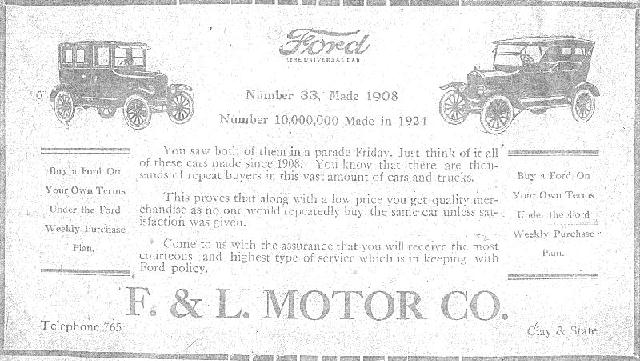 Ford
THE UNIVERSAL CAR
Number 33, Made 1908
Number 10,000,000 Made in 1924
Buy a Ford On
Your Own Terms
Under the Ford
Weekly Purchase
Plan.
You saw both of them in a parade Friday. Just think of it all
of these cars made since 1908. You know that there are thou-
sands of repeat buyers in this vast amount of cars and trucks.
This proves that along with a low price you get quality mer-
chandise as no one would repeatedly buy the same car unless sat-
isfaction was given.
Come to us with the assurance that you will receive the most
courteous and highest type of service which is in keeping with
Ford policy.
Buy a Ford On
Your Own Terms
Under the Ford
Weekly Purchase
Plan.
F. & L. MOTOR CO.
Telephone 765
Clay & State